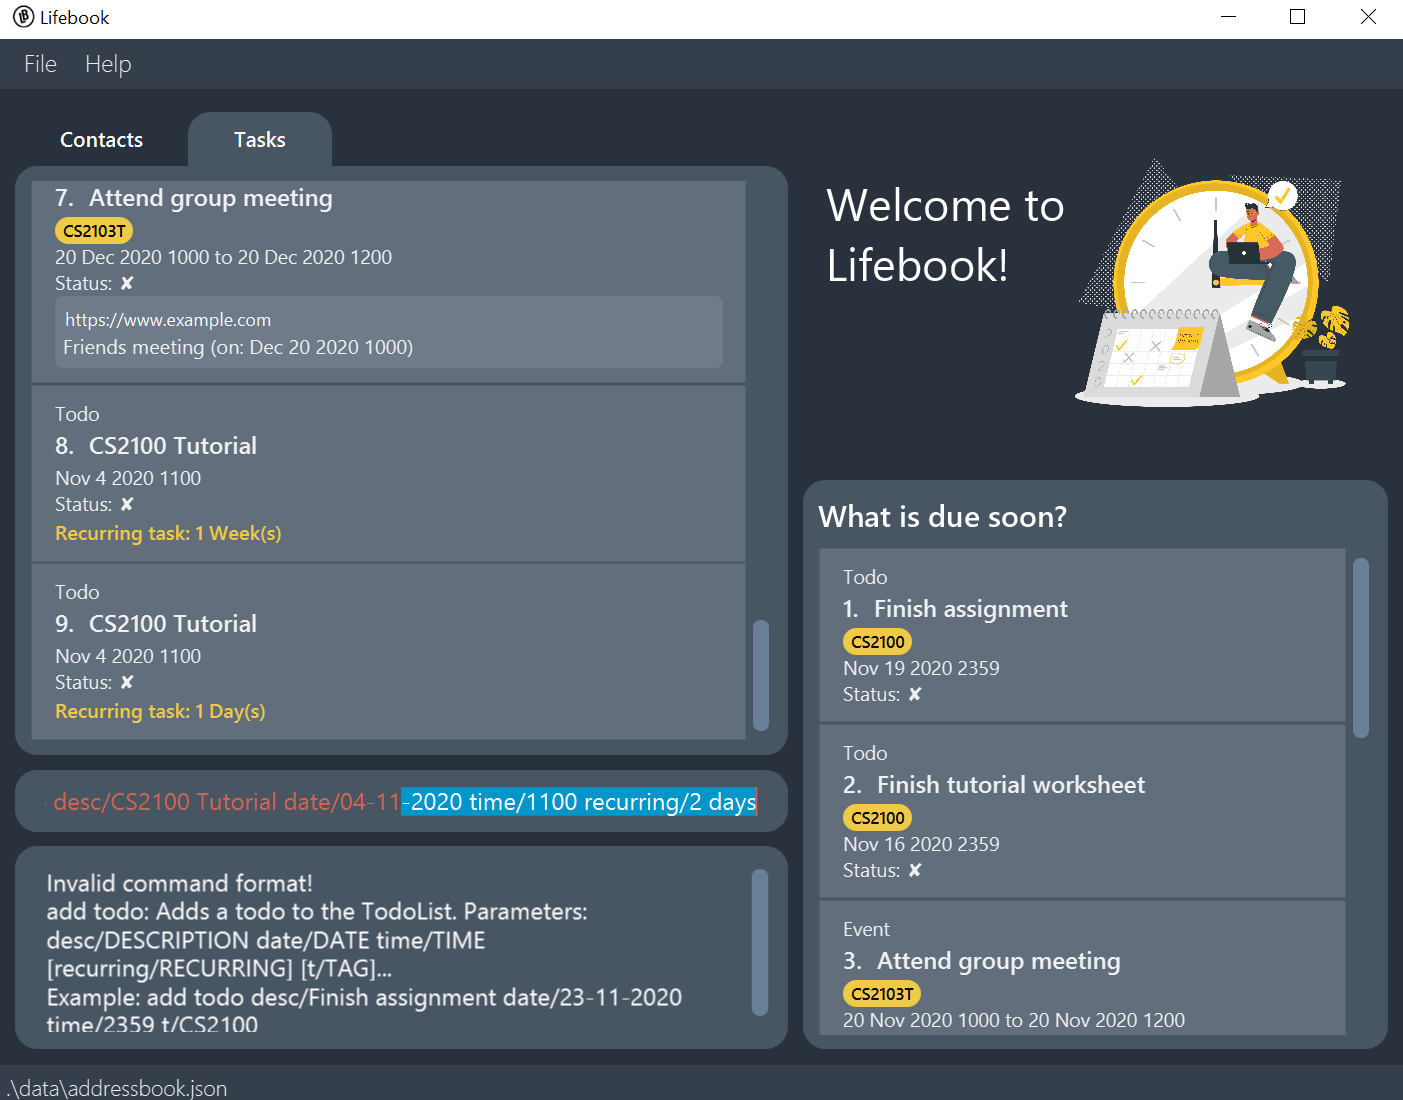 Lifebook
File Help
Contacts Tasks
7. Attend group meeting
CS2103T
20 Dec 2020 1000 to 20 Dec 2020 1200
Status: ✘
https://www.example.com
Friends meeting (on: Dec 20 2020 1000)
Todo
8. CS2100 Tutorial
Nov 4 2020 1100
Status: ✘
Recurring task: 1 Week(s)
Todo
9. CS2100 Tutorial
Nov 4 2020 1100
Status: ✘
Recurring task: 1 Day(s)
desc/CS2100 Tutorial date/04-11-2020 time/1100 recurring/2 days
Invalid command format!
add todo: Adds a todo to the TodoList. Parameters:
desc/DESCRIPTION date/DATE time/TIME
[recurring/RECURRING] [t/TAG]...
Example: add todo desc/Finish assignment date/23-11-2020
time/2359 t/CS2100
Welcome to
Lifebook!
2
0
2
0
What is due soon?
Todo
1. Finish assignment
CS2100
Nov 19 2020 2359
Status: ✘
Todo
2. Finish tutorial worksheet
CS2100
Nov 16 2020 2359
Status: ✘
Event
3. Attend group meeting
CS2103T
20 Nov 2020 1000 to 20 Nov 2020 1200
.\data\addressbook.json